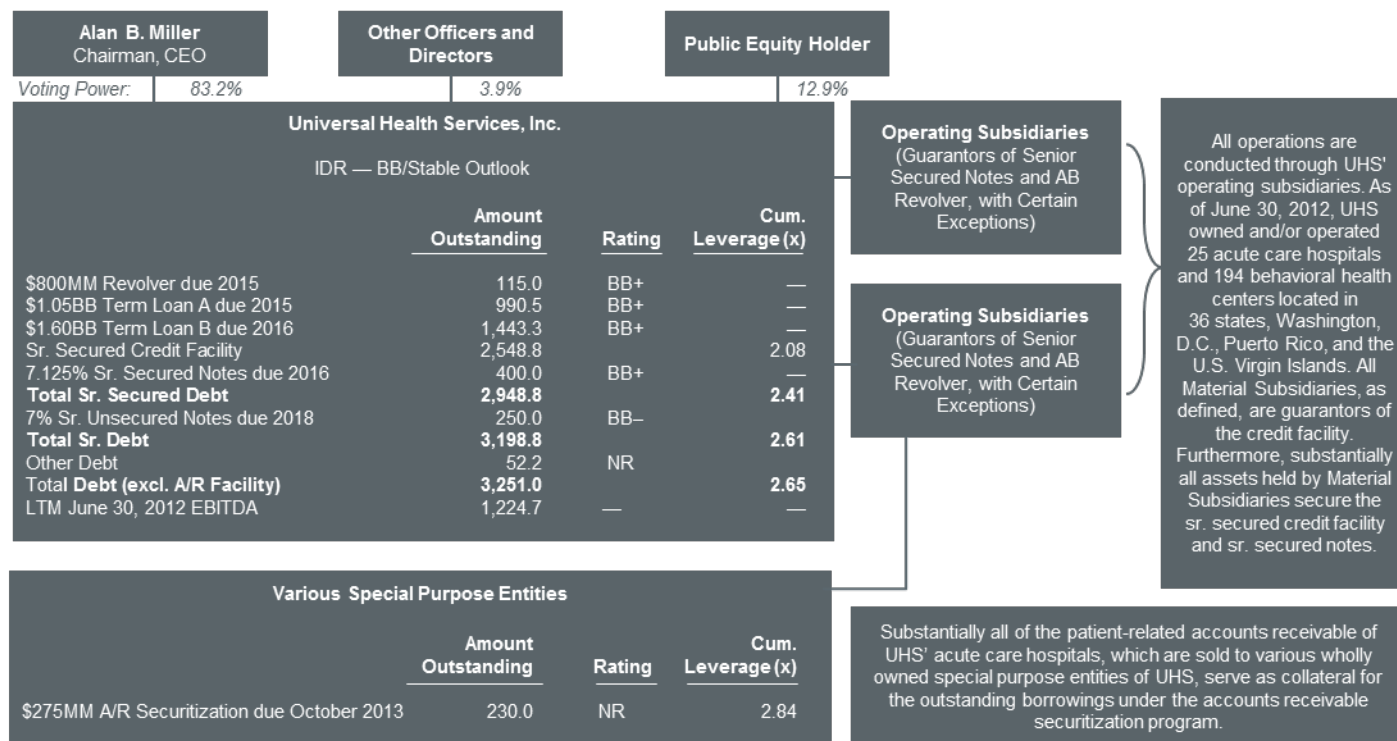 Alan B. Miller
Chairman, CEO
Other Officers and
Directors
Public Equity Holder
Voting Power: 83.2% 3.9% 12.9%
Universal Health Services, Inc.
IDR — BB/Stable Outlook
Amount
Outstanding Rating Cum.
Leverage (x)
$800MM Revolver due 2015 115.0 BB+ —
$1.05BB Term Loan A due 2015 990.5 BB+ —
$1.60BB Term Loan B due 2016 1,443.3 BB+ —
Sr. Secured Credit Facility 2,548.8 2.08
7.125% Sr. Secured Notes due 2016 400.0 BB+ —
Total Sr. Secured Debt 2,948.8 2.41
7% Sr. Unsecured Notes due 2018 250.0 BB–
Total Sr. Debt 3,198.8 2.61
Other Debt 52.2 NR
Total Debt (excl. A/R Facility) 3,251.0 2.65
LTM June 30, 2012 EBITDA 1,224.7 — —
Operating Subsidiaries
(Guarantors of Senior
Secured Notes and AB
Revolver, with Certain
Exceptions)
Operating Subsidiaries
(Guarantors of Senior
Secured Notes and AB
Revolver, with Certain
Exceptions)
All operations are
conducted through UHS'
operating subsidiaries. As
of June 30, 2012, UHS
owned and/or operated
25 acute care hospitals
and 194 behavioral health
centers located in
36 states, Washington,
D.C., Puerto Rico, and the
U.S. Virgin Islands. All
Material Subsidiaries, as
defined, are guarantors of
the credit facility.
Furthermore, substantially
all assets held by Material
Subsidiaries secure the
sr. secured credit facility
and sr. secured notes.
Various Special Purpose Entities
Amount
Outstanding Rating Cum.
Leverage (x)
$275MM A/R Securitization due October 2013 230.0 NR 2.84
Substantially all of the patient-related accounts receivable of
UHS’ acute care hospitals, which are sold to various wholly
owned special purpose entities of UHS, serve as collateral for
the outstanding borrowings under the accounts receivable
securitization program.